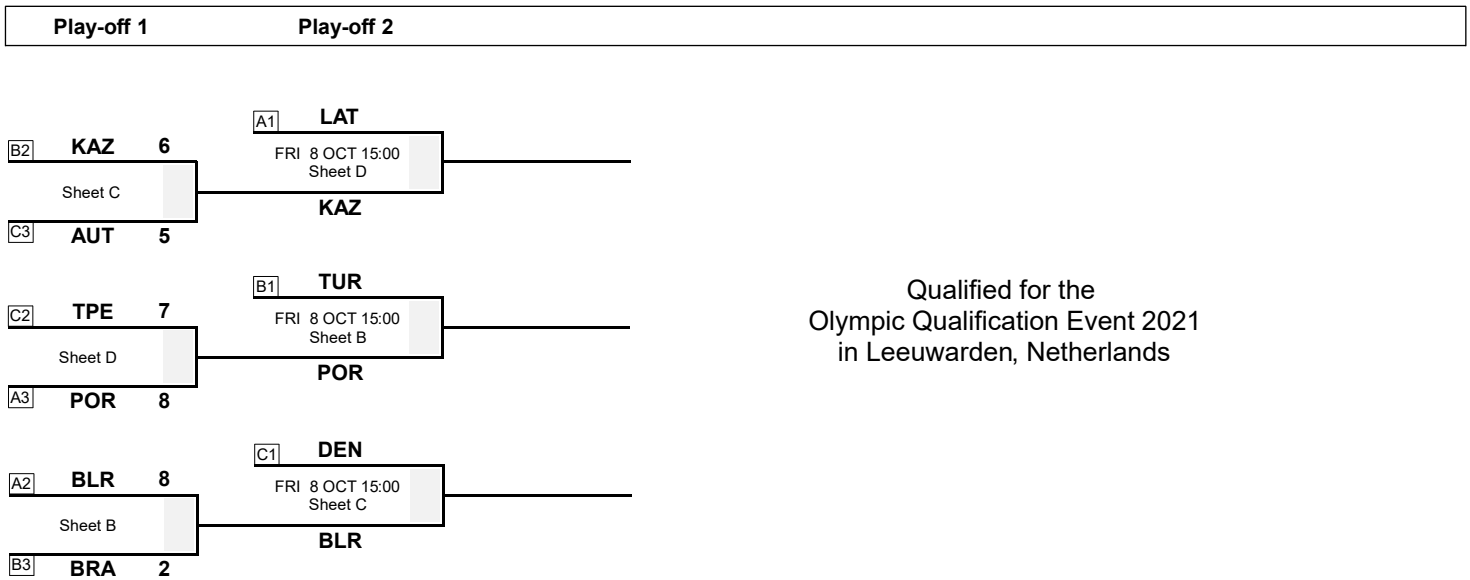 Play-off 1 Play-off 2
A1 LAT
B2 KAZ 6
FRI 8 OCT 15:00
Sheet D
Sheet C
KAZ
C3 AUT 5
B1 TUR
C2 TPE 7
FRI 8 OCT 15:00
Sheet B
Sheet D
POR
A3 POR 8
Qualified for the
Olympic Qualification Event 2021
in Leeuwarden, Netherlands
C1 DEN
A2 BLR 8
FRI 8 OCT 15:00
Sheet C
Sheet B
BLR
B3 BRA 2